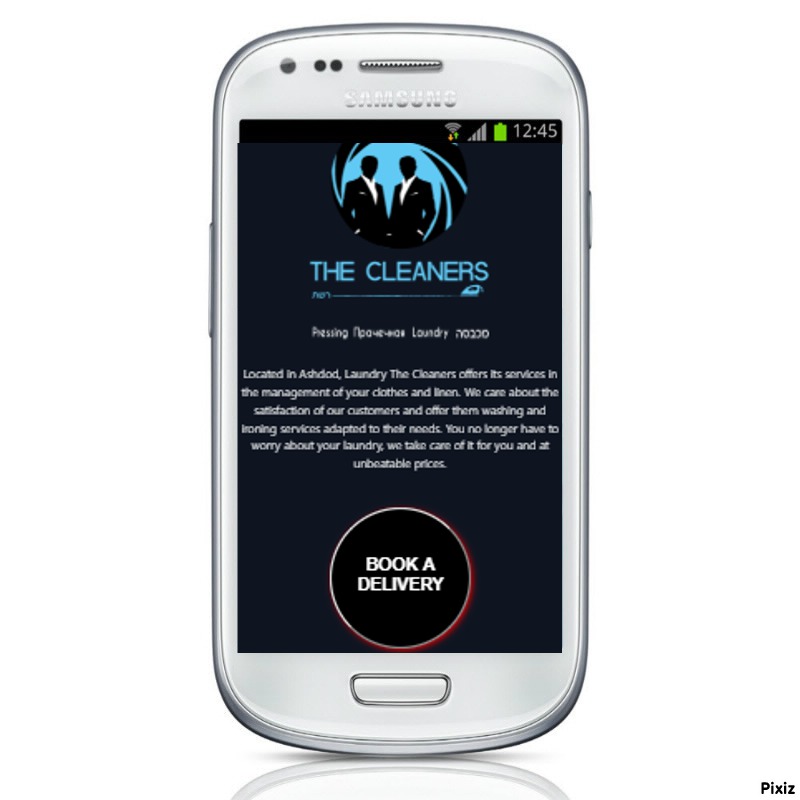 SAMSUNG
12:45
THE CLEANERS
רשת
Pressing Прачечная Laundry מכבסה
Located in Ashdod, Laundry The Cleaners offers its services in
the management of your clothes and linen. We care about the
satisfaction of our customers and offer them washing and
ironing services adapted to their needs. You no longer have to
worry about your laundry, we take care of it for you and at
unbeatable prices.
BOOK A
DELIVERY
Pixiz